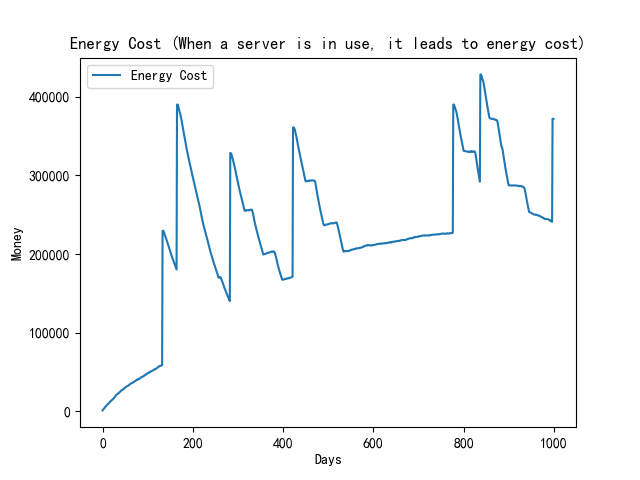 Energy Cost (When a server is in use, it leads to energy cost)
Energy Cost
400000
300000
200000
100000
0
Money
0 200 400 600 800 1000
Days